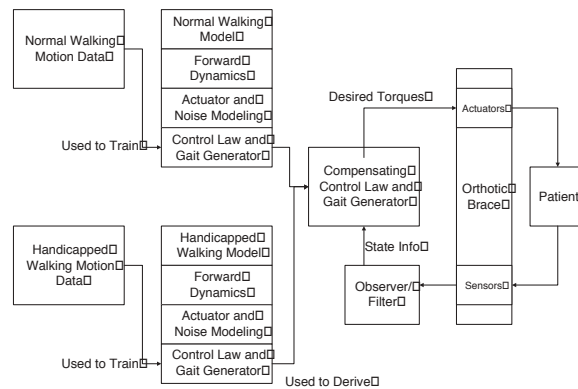 Normal Walking
Motion Data
Used to Train
Normal Walking
Model
Forward
Dynamics
Actuator and
Noise Modeling
Control Law and
Gait Generator
Handicapped
Walking Motion
Data
Used to Train
Handicapped
Walking Model
Forward
Dynamics
Actuator and
Noise Modeling
Control Law and
Gait Generator
Used to Derive
Desired Torques
Compensating
Control Law and
Gait Generator
State Info
Observer/
Filter
Actuators
Orthotic
Brace
Sensors
Patient